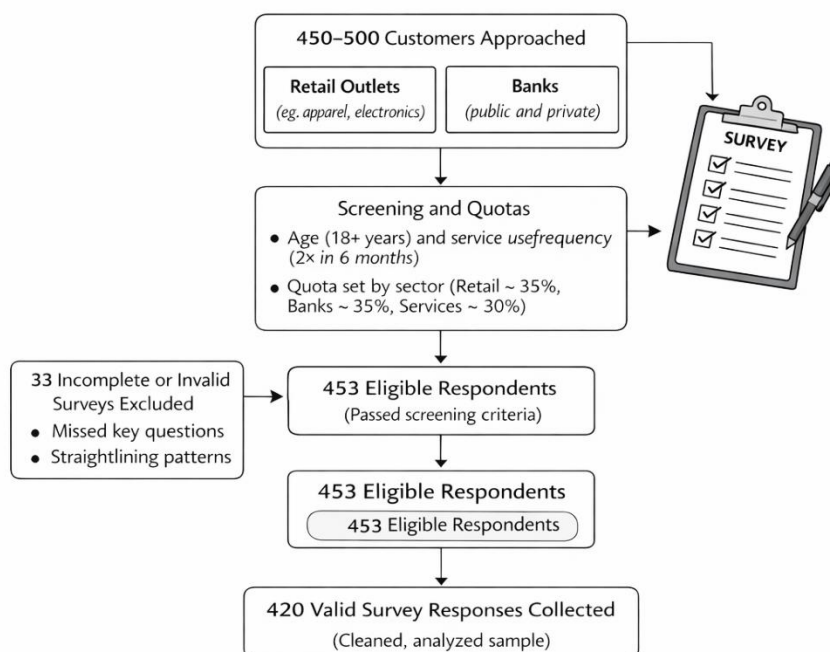 450–500 Customers Approached
Retail Outlets
(eg. apparel, electronics)
Banks
(public and private)
SURVEY
Screening and Quotas
• Age (18+ years) and service usefrequency
(2× in 6 months)
• Quota set by sector (Retail ~ 35%,
Banks ~ 35%, Services ~ 30%)
33 Incomplete or Invalid
Surveys Excluded
• Missed key questions
• Straightlining patterns
453 Eligible Respondents
(Passed screening criteria)
453 Eligible Respondents
453 Eligible Respondents
420 Valid Survey Responses Collected
(Cleaned, analyzed sample)